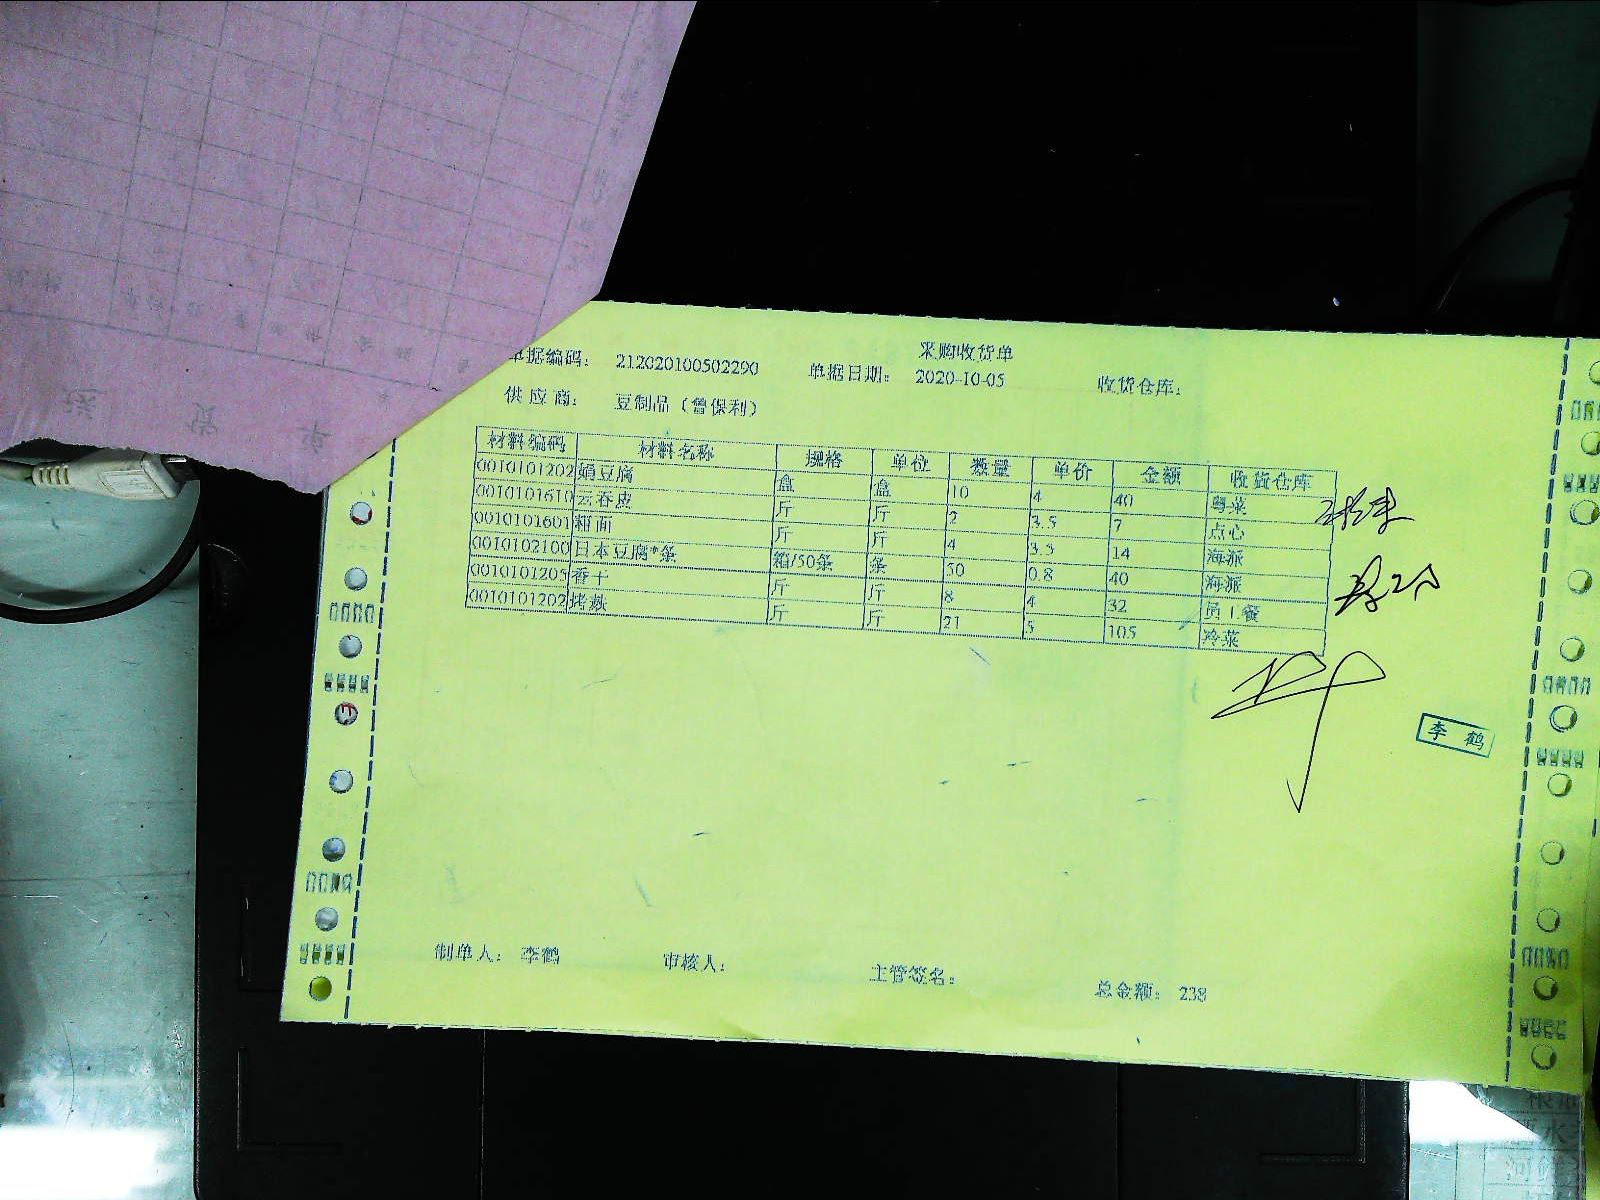 采购收货单
单据编码： 212020100502290 单据日期： 2020-10-05 收货仓库：
供应商： 豆制品（曾保利）
材料编码 材料名称 规格 单位 数量 单价 金额 收货仓库
0010101202 娟豆腐 盒 盒 10 4 40 粤菜
0010101610 云吞皮 斤 斤 2 3.5 7 点心
0010101601 粗面 斤 斤 4 3.5 14 海派
0010102100 日本豆腐*条 箱/50条 条 50 0.8 40 海派
0010101205 香干 斤 斤 8 4 32 员工餐
0010101202 烤麸 斤 斤 21 5 105 冷菜
李鹤
制单人： 李鹤 审核人： 主管签名： 总金额： 238